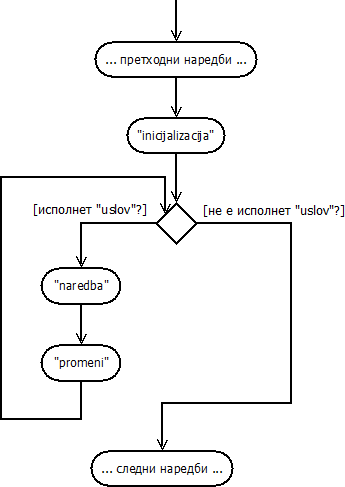 ... претходни наредби ...
"inicijalizacija"
[исполнет "uslov"?]
[не е исполнет "uslov"?]
"naredba"
"promeni"
... следни наредби ...